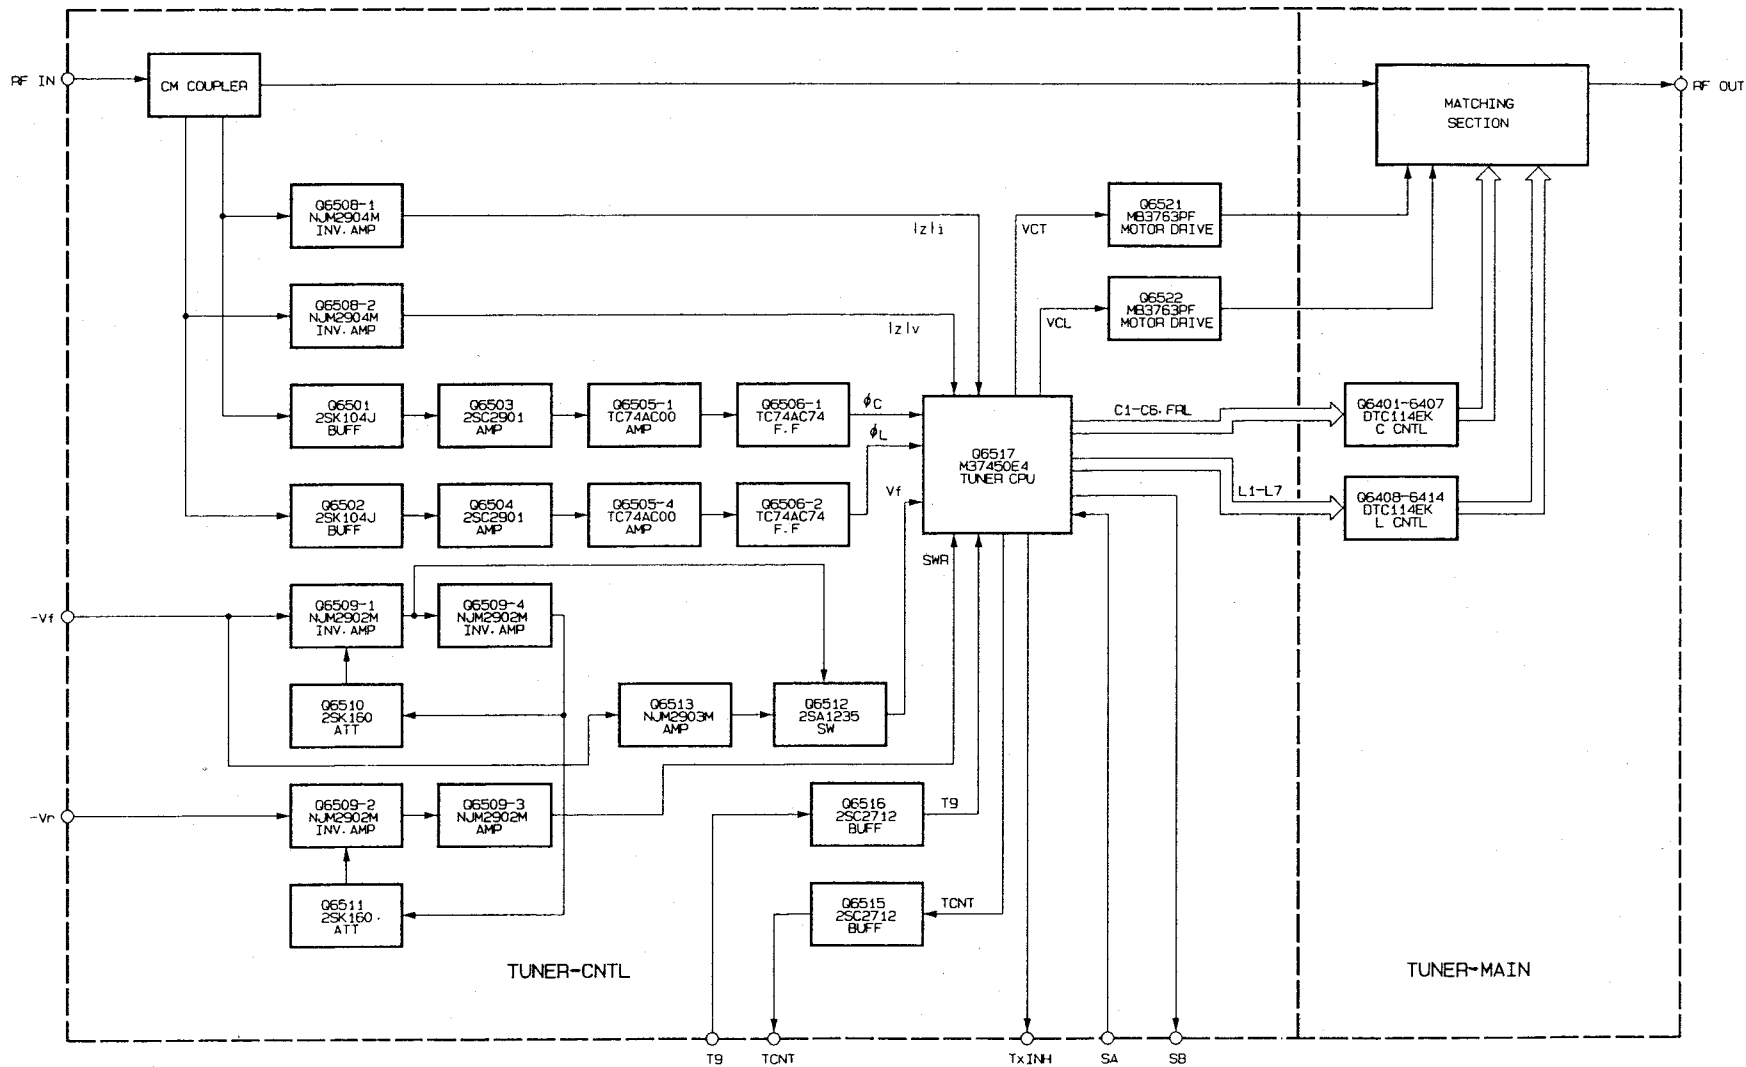 RF IN
CM COUPLER
MATCHING
SECTION
RF OUT
Q6508-1
NJM2904M
INV. AMP
|z|i
Q6508-2
NJM2904M
INV. AMP
|z|v
VCT
Q6521
MB3763PF
MOTOR DRIVE
VCL
Q6522
MB3763PF
MOTOR DRIVE
Q6501
2SK104J
BUFF
Q6503
2SC2901
AMP
Q6505-1
TC74AC00
AMP
Q6506-1
TC74AC74
F.F
ϕC
ϕL
Q6502
2SK104J
BUFF
Q6504
2SC2901
AMP
Q6505-4
TC74AC00
AMP
Q6506-2
TC74AC74
F.F
Vf
Q6517
M37450E4
TUNER CPU
SWR
C1-C6.FRL
L1-L7
Q6401-6407
DTC114EK
C CNTL
Q6408-6414
DTC114EK
L CNTL
-Vf
Q6509-1
NJM2902M
INV. AMP
Q6509-4
NJM2902M
INV. AMP
Q6510
2SK160
ATT
Q6513
NJM2903M
AMP
Q6512
2SA1235
SW
-Vr
Q6509-2
NJM2902M
INV. AMP
Q6509-3
NJM2902M
AMP
Q6511
2SK160
ATT
Q6516
2SC2712
BUFF
T9
Q6515
2SC2712
BUFF
TCNT
TUNER-CNTL
TUNER-MAIN
T9
TCNT
TxINH
SA
SB